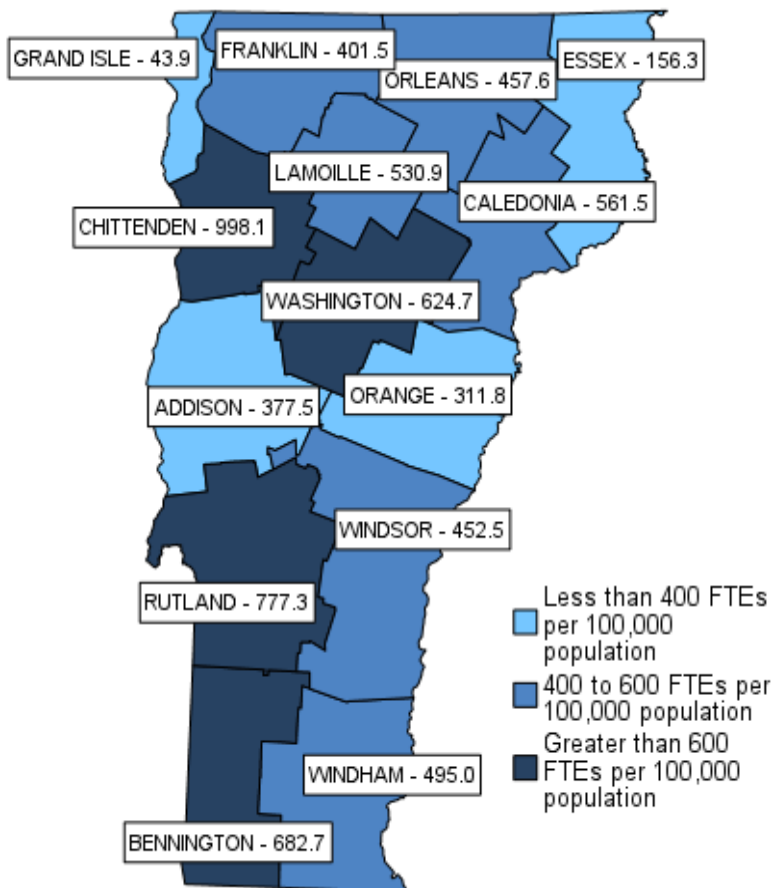 GRAND ISLE - 43.9
FRANKLIN - 401.5
ORLEANS - 457.6
ESSEX - 156.3
LAMOILLE - 530.9
CALEDONIA - 561.5
CHITTENDEN - 998.1
WASHINGTON - 624.7
ADDISON - 377.5
ORANGE - 311.8
WINDSOR - 452.5
RUTLAND - 777.3
WINDHAM - 495.0
BENNINGTON - 682.7
Less than 400 FTEs
per 100,000
population
400 to 600 FTEs per
100,000 population
Greater than 600
FTEs per 100,000
population